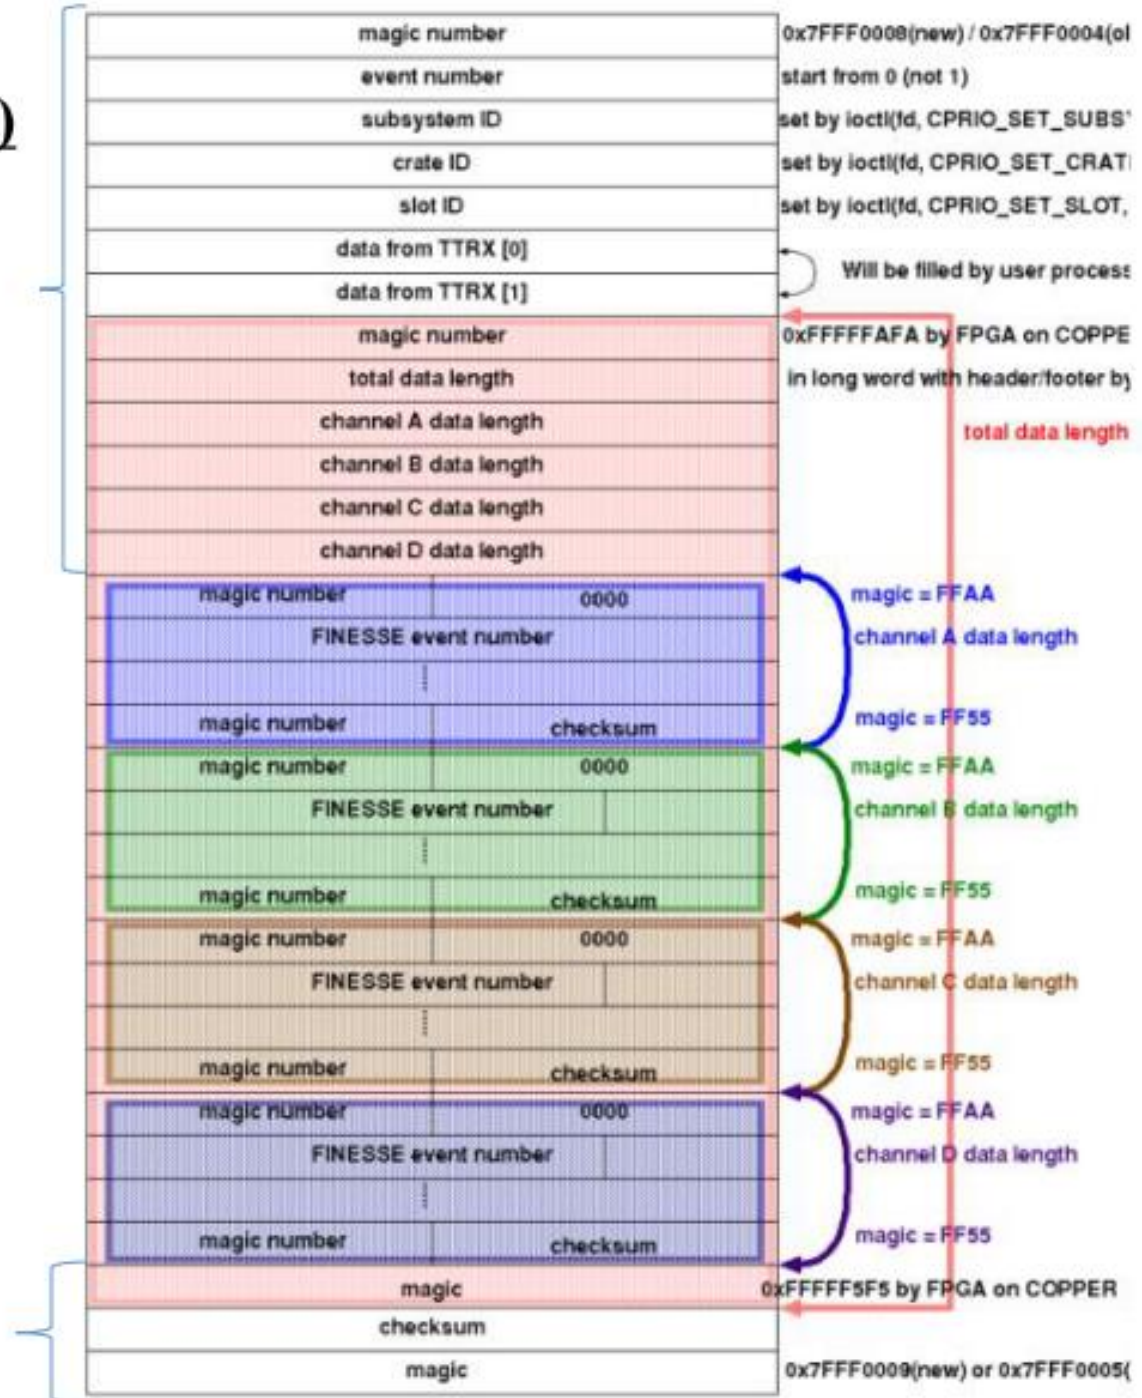 magic number 0x7FFF0008(new) / 0x7FFF0004(ol
event number start from 0 (not 1)
subsystem ID set by ioctl(fd, CPRIO_SET_SUBS
crate ID set by ioctl(fd, CPRIO_SET_CRAT
slot ID set by ioctl(fd, CPRIO_SET_SLOT,
data from TTRX [0]
Will be filled by user process
data from TTRX [1]
magic number 0xFFFFFAFA by FPGA on COPPE
total data length in long word with header/footer by
channel A data length
total data length
channel B data length
channel C data length
channel D data length
magic number 0000 magic = FFAA
FINESSE event number channel A data length
magic number checksum magic = FF55
magic number 0000 magic = FFAA
FINESSE event number channel B data length
magic number checksum magic = FF55
magic number 0000 magic = FFAA
FINESSE event number channel C data length
magic number checksum magic = FF55
magic number 0000 magic = FFAA
FINESSE event number channel D data length
magic number checksum magic = FF55
magic 0xFFFFF5F5 by FPGA on COPPER
checksum
magic 0x7FFF0009(new) or 0x7FFF0005(